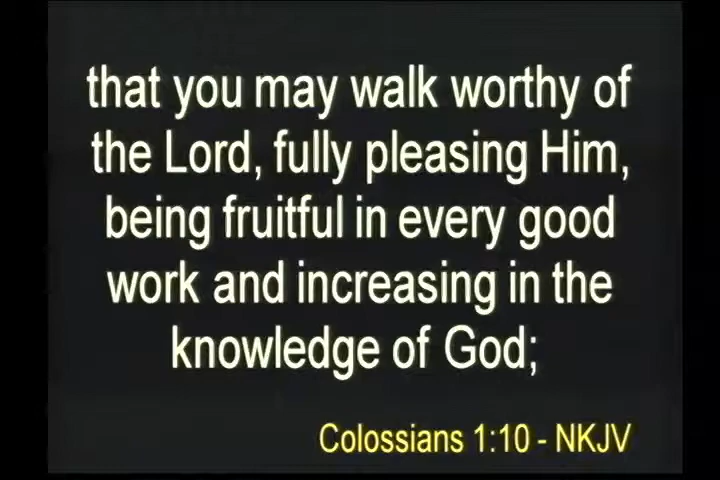 that you may walk worthy of
the Lord, fully pleasing Him,
being fruitful in every good
work and increasing in the
knowledge of God;
Colossians 1:10 - NKJV